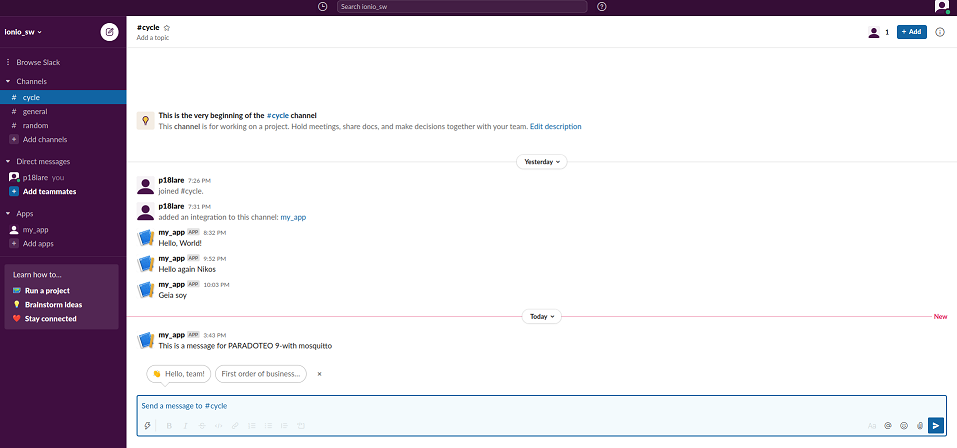 Search ionio_sw
ionio_sw
Browse Slack
Channels
# cycle
# general
# random
+ Add channels
Direct messages
p18lare you
+ Add teammates
Apps
my_app
+ Add apps
Learn how to...
Run a project
Brainstorm ideas
Stay connected
#cycle
Add a topic
1
+ Add
This is the very beginning of the #cycle channel
This channel is for working on a project. Hold meetings, share docs, and make decisions together with your team. Edit description
Yesterday
p18lare 7:26 PM
joined #cycle.
p18lare 7:31 PM
added an integration to this channel: my_app
my_app APP 8:32 PM
Hello, World!
my_app APP 9:52 PM
Hello again Nikos
my_app APP 10:03 PM
Geia soy
Today
New
my_app APP 3:43 PM
This is a message for PARADOTEO 9-with mosquitto
👋 Hello, team!
First order of business...
×
Send a message to #cycle
B I S </>
Aa @